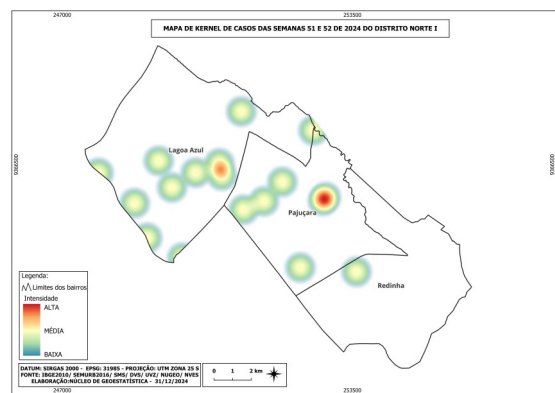 247000
253500
MAPA DE KERNEL DE CASOS DAS SEMANAS 51 E 52 DE 2024 DO DISTRITO NORTE I
9366500
9366500
Lagoa Azul
Pajuçara
Redinha
Legenda:
Limites dos bairros
Intensidade
ALTA
MÉDIA
BAIXA
DATUM: SIRGAS 2000 - EPSG: 31985 - PROJEÇÃO: UTM ZONA 25 S
FONTE: IBGE2010/ SEMURB2016/ SMS/ DVS/ UVZ/ NUGEO/ NVES
ELABORAÇÃO:NÚCLEO DE GEOESTATÍSTICA - 31/12/2024
0 1 2 km
247000
253500